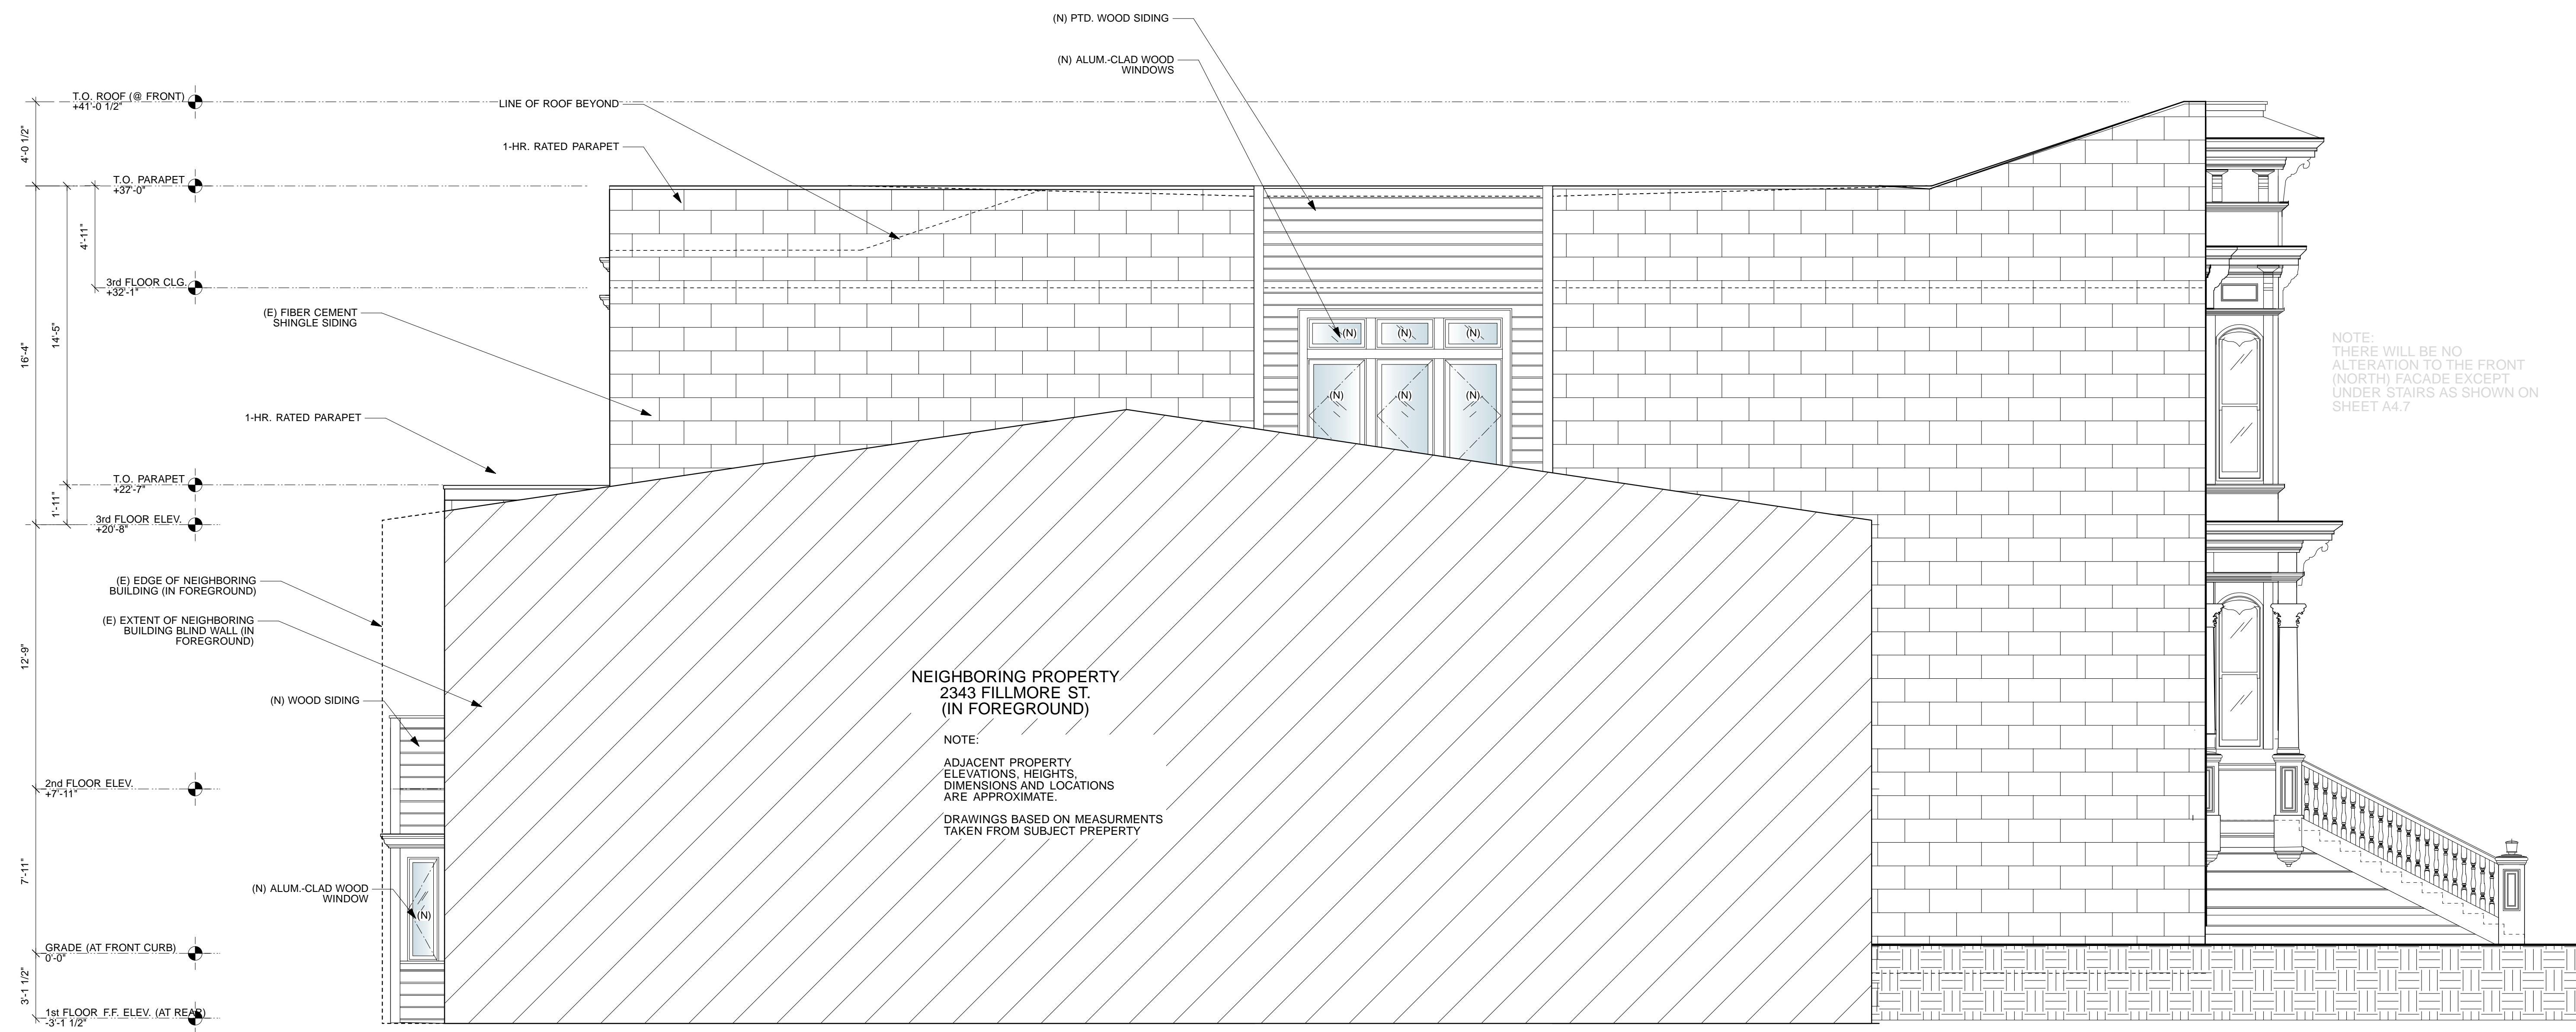 (N) PTD. WOOD SIDING
(N) ALUM.-CLAD WOOD
WINDOWS
T.O. ROOF (@ FRONT)
+41'-0 1/2"
LINE OF ROOF BEYOND
4'-0 1/2"
1-HR. RATED PARAPET
T.O. PARAPET
+37'-0"
4'-11"
3rd FLOOR CLG.
+32'-1"
(E) FIBER CEMENT
SHINGLE SIDING
14'-5"
16'-4"
(N)
(N)
(N)
(N)
(N)
(N)
NOTE:
THERE WILL BE NO
ALTERATION TO THE FRONT
(NORTH) FACADE EXCEPT
UNDER STAIRS AS SHOWN ON
SHEET A4.7
1-HR. RATED PARAPET
T.O. PARAPET
+22'-7"
1'-11"
3rd FLOOR ELEV.
+20'-8"
(E) EDGE OF NEIGHBORING
BUILDING (IN FOREGROUND)
(E) EXTENT OF NEIGHBORING
BUILDING BLIND WALL (IN
FOREGROUND)
12'-9"
(N) WOOD SIDING
NEIGHBORING PROPERTY
2343 FILLMORE ST.
(IN FOREGROUND)
NOTE:
ADJACENT PROPERTY
ELEVATIONS, HEIGHTS,
DIMENSIONS AND LOCATIONS
ARE APPROXIMATE.
DRAWINGS BASED ON MEASURMENTS
TAKEN FROM SUBJECT PREPERTY
2nd FLOOR ELEV.
+7'-11"
7'-11"
(N) ALUM.-CLAD WOOD
WINDOW
(N)
GRADE (AT FRONT CURB)
0'-0"
3'-1 1/2"
1st FLOOR F.F. ELEV. (AT REAR)
-3'-1 1/2"